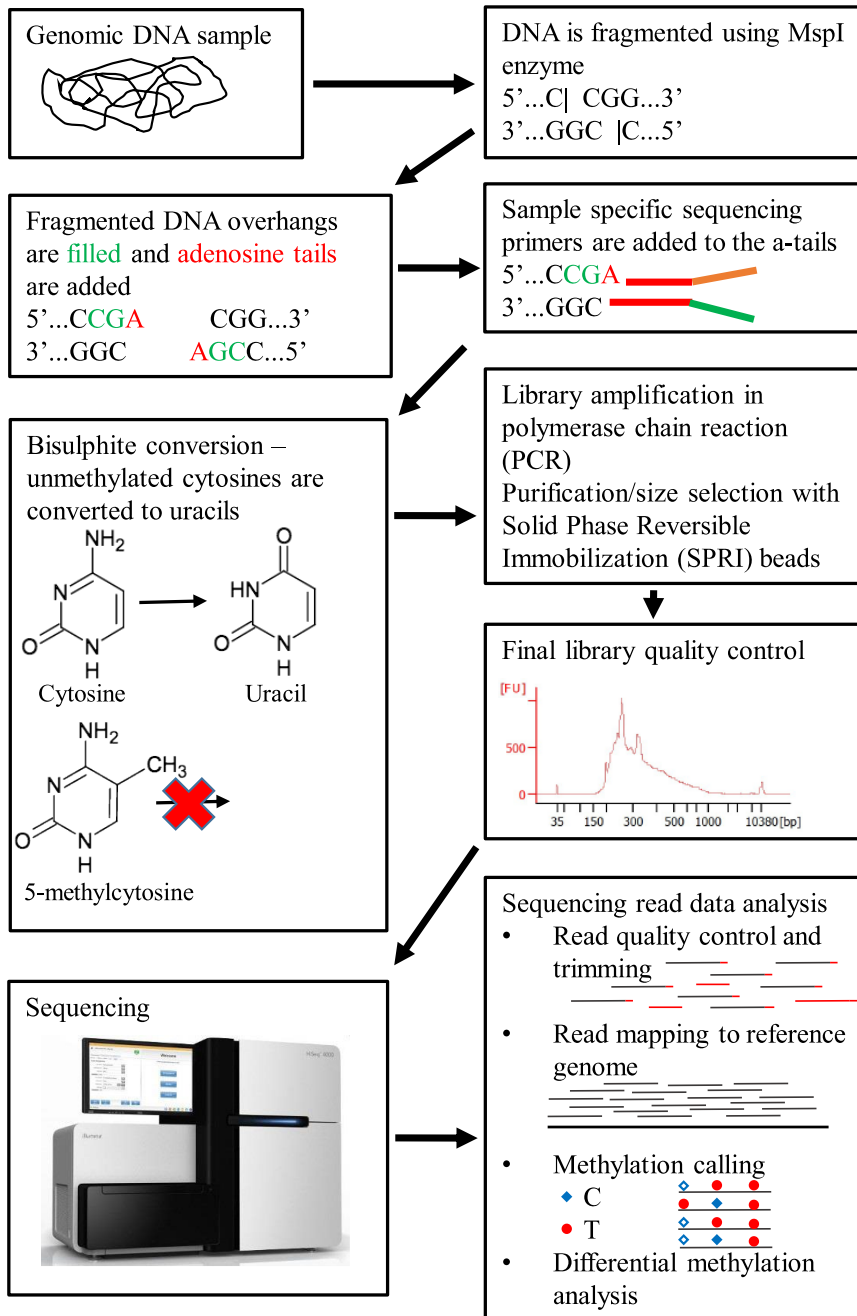 Genomic DNA sample
DNA is fragmented using MspI
enzyme
5’...C| CGG...3’
3’...GGC |C...5’
Fragmented DNA overhangs
are filled and adenosine tails
are added
5’...CCGA CGG...3’
3’...GGC AGCC...5’
Sample specific sequencing
primers are added to the a-tails
5’...CCGA
3’...GGC
Bisulphite conversion –
unmethylated cytosines are
converted to uracils
NH2
N
O
N
H
Cytosine
O
HN
O
N
H
Uracil
NH2
CH3
N
O
N
H
5-methylcytosine
Library amplification in
polymerase chain reaction
(PCR)
Purification/size selection with
Solid Phase Reversible
Immobilization (SPRI) beads
Final library quality control
[FU]
500
0
35 150 300 500 1000 10380[bp]
Sequencing
illumina
Sequencing read data analysis
• Read quality control and
trimming
• Read mapping to reference
genome
• Methylation calling
C
T
• Differential methylation
analysis